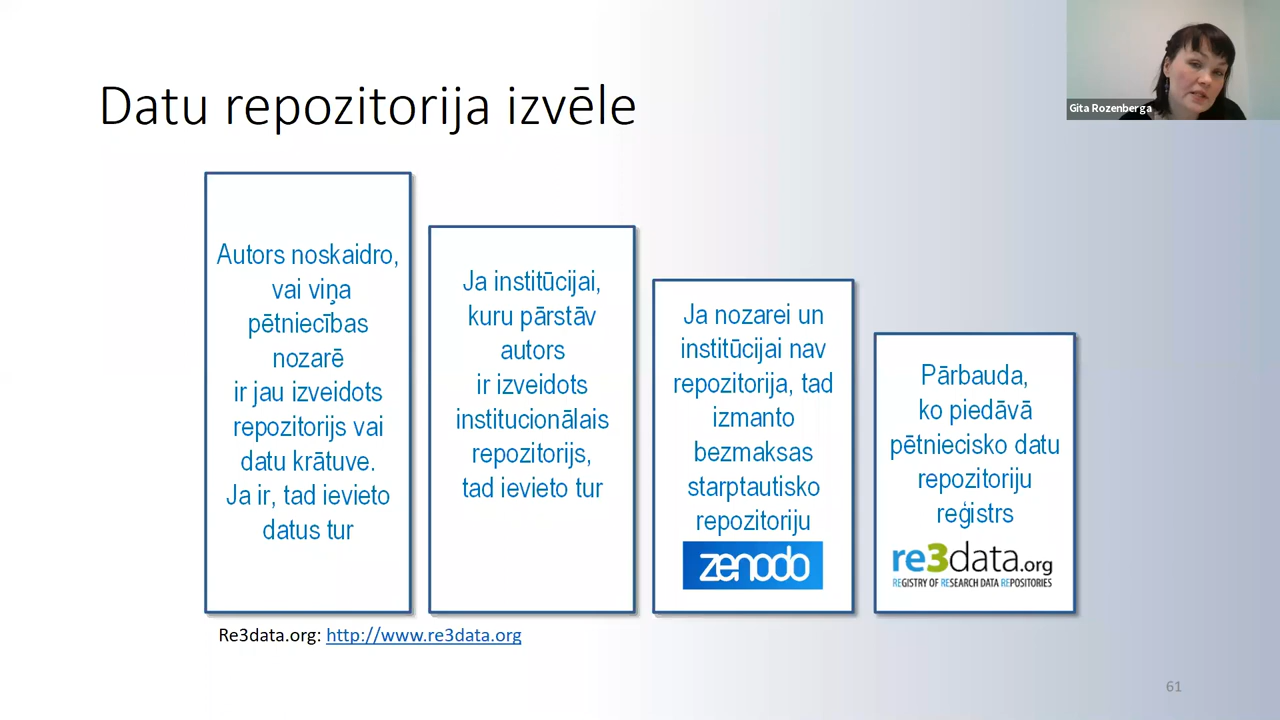 Datu repozitorija izvēle
Gita Rozenberga
Autors noskaidro,
vai viņa
pētniecības
nozarē
ir jau izveidots
repozitorijs vai
datu krātuve.
Ja ir, tad ievieto
datus tur
Ja institūcijai,
kuru pārstāv
autors
ir izveidots
institucionālais
repozitorijs,
tad ievieto tur
Ja nozarei un
institūcijai nav
repozitorija, tad
izmanto
bezmaksas
starptautisko
repozitoriju
zenodo
Pārbauda,
ko piedāvā
pētniecisko datu
repozitoriju
reģistrs
re3data.org
REGISTRY OF RESEARCH DATA REPOSITORIES
Re3data.org: http://www.re3data.org
61